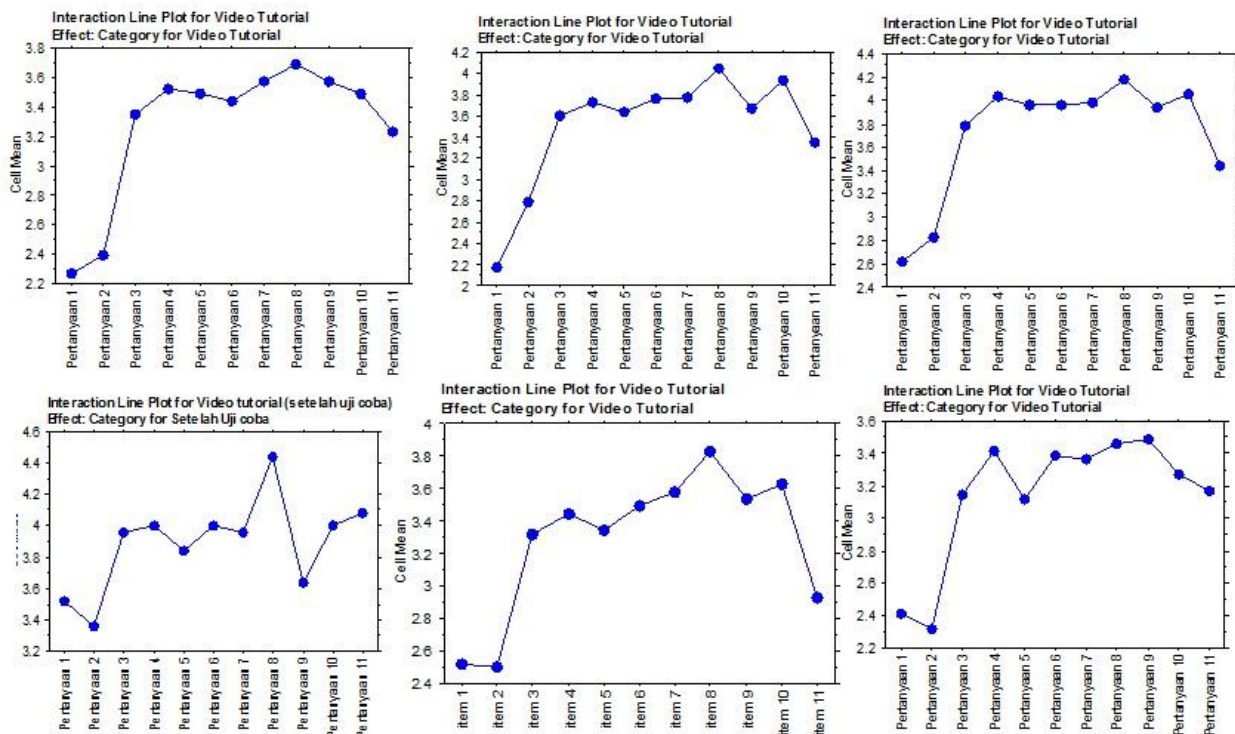 Interaction Line Plot for Video Tutorial
Effect: Category for Video Tutorial
3.8
3.6
3.4
3.2
3
2.8
2.6
2.4
2.2
Cell Mean
Pertanyaan 1
Pertanyaan 2
Pertanyaan 3
Pertanyaan 4
Pertanyaan 5
Pertanyaan 6
Pertanyaan 7
Pertanyaan 8
Pertanyaan 9
Pertanyaan 10
Pertanyaan 11
Interaction Line Plot for Video Tutorial
Effect: Category for Video Tutorial
4.2
4
3.8
3.6
3.4
3.2
3
2.8
2.6
2.4
2.2
2
Cell Mean
Pertanyaan 1
Pertanyaan 2
Pertanyaan 3
Pertanyaan 4
Pertanyaan 5
Pertanyaan 6
Pertanyaan 7
Pertanyaan 8
Pertanyaan 9
Pertanyaan 10
Pertanyaan 11
Interaction Line Plot for Video Tutorial
Effect: Category for Video Tutorial
4.4
4.2
4
3.8
3.6
3.4
3.2
3
2.8
2.6
2.4
Cell Mean
Pertanyaan 1
Pertanyaan 2
Pertanyaan 3
Pertanyaan 4
Pertanyaan 5
Pertanyaan 6
Pertanyaan 7
Pertanyaan 8
Pertanyaan 9
Pertanyaan 10
Pertanyaan 11
Interaction Line Plot for Video tutorial (setelah uji coba)
Effect: Category for Setelah Uji coba
4.6
4.4
4.2
4
3.8
3.6
3.4
3.2
Pertanyaan 1
Pertanyaan 2
Pertanyaan 3
Pertanyaan 4
Pertanyaan 5
Pertanyaan 6
Pertanyaan 7
Pertanyaan 8
Pertanyaan 9
Pertanyaan 10
Pertanyaan 11
Interaction Line Plot for Video Tutorial
Effect: Category for Video Tutorial
4
3.8
3.6
3.4
3.2
3
2.8
2.6
2.4
Cell Mean
item 1
item 2
item 3
item 4
item 5
item 6
item 7
item 8
item 9
item 10
item 11
Interaction Line Plot for Video Tutorial
Effect: Category for Video Tutorial
3.6
3.4
3.2
3
2.8
2.6
2.4
2.2
Cell Mean
Pertanyaan 1
Pertanyaan 2
Pertanyaan 3
Pertanyaan 4
Pertanyaan 5
Pertanyaan 6
Pertanyaan 7
Pertanyaan 8
Pertanyaan 9
Pertanyaan 10
Pertanyaan 11